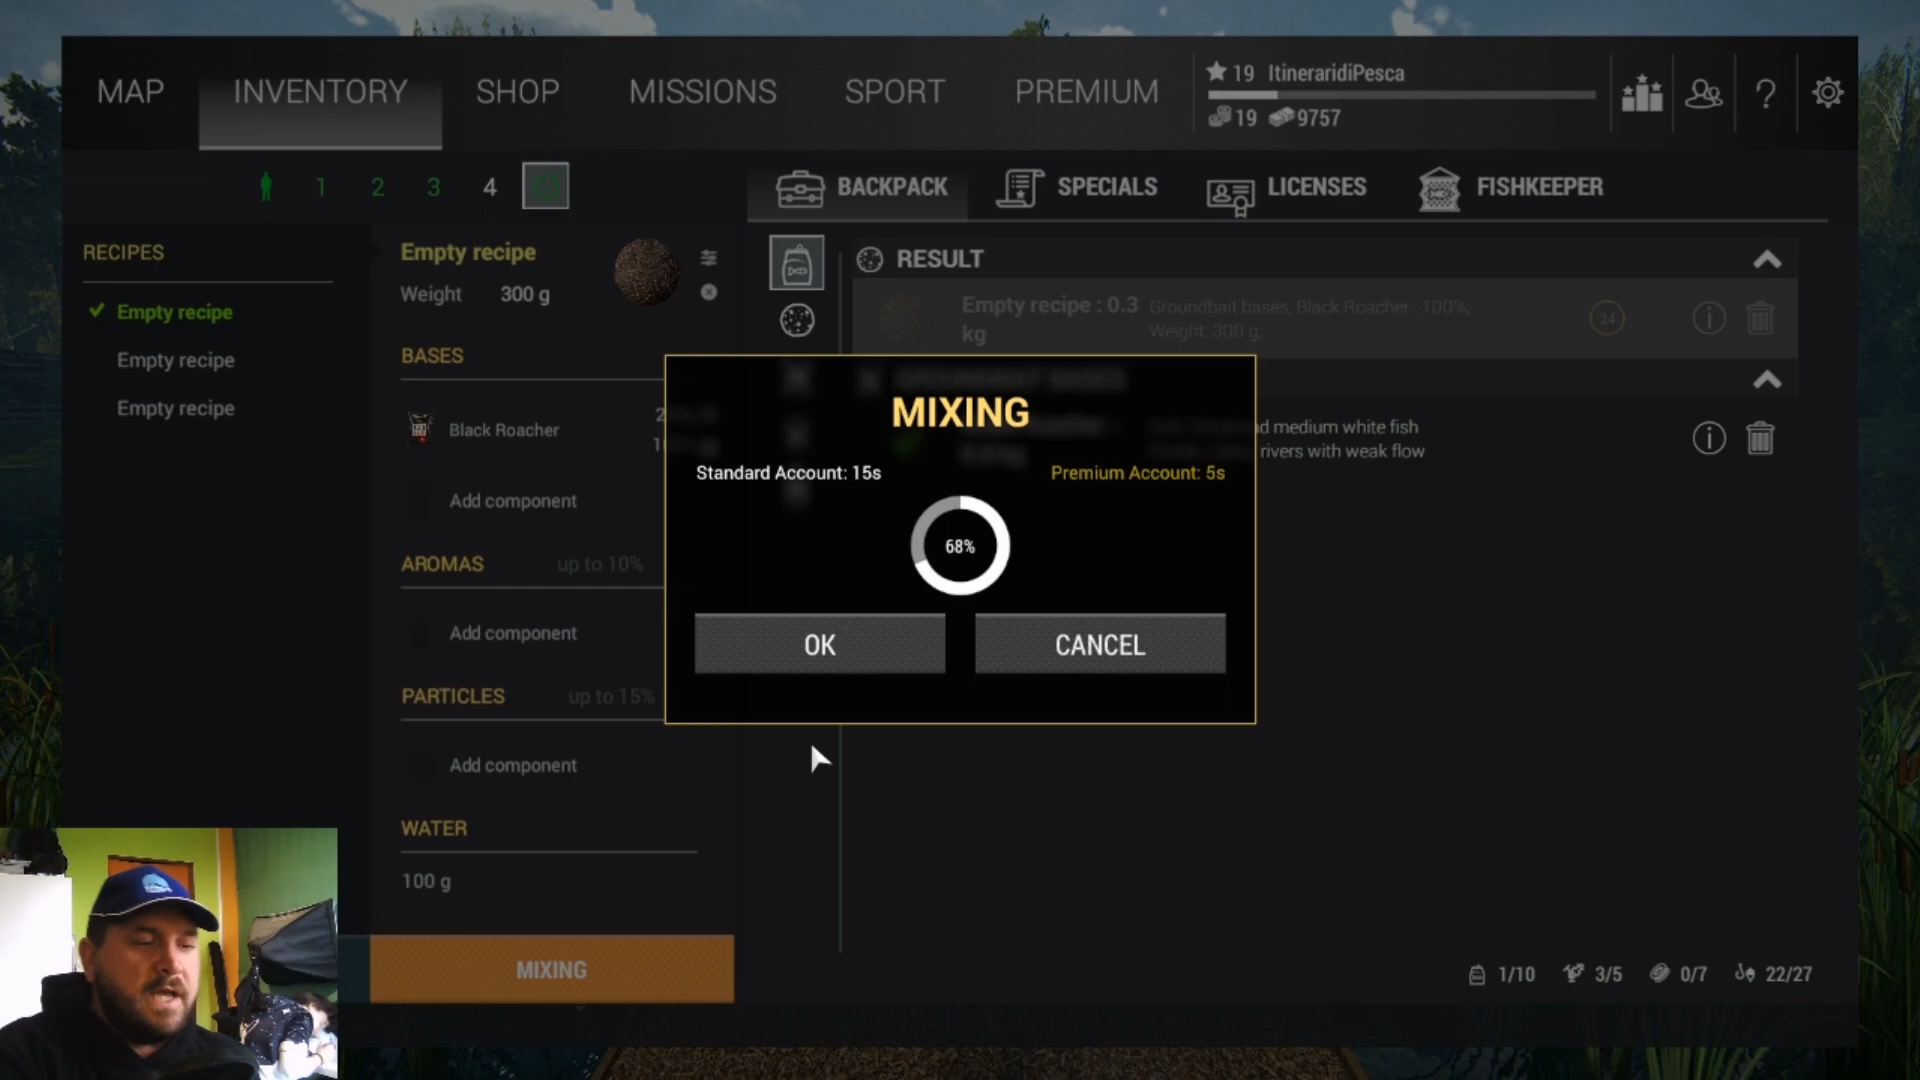 MAP
INVENTORY
SHOP
MISSIONS
SPORT
PREMIUM
19 ItineraridiPesca
19 9757
1 2 3 4
BACKPACK
SPECIALS
LICENSES
FISHKEEPER
RECIPES
Empty recipe
Empty recipe
Empty recipe
Empty recipe
Weight 300 g
BASES
Black Roacher
Add component
AROMAS up to 10%
Add component
PARTICLES up to 15%
Add component
WATER
100 g
MIXING
RESULT
Empty recipe : 0.3 kg
Groundbait bases; Black Roacher : 100%;
Weight: 300 g;
24
and medium white fish
rivers with weak flow
MIXING
Standard Account: 15s
Premium Account: 5s
68%
OK
CANCEL
1/10 3/5 0/7 22/27